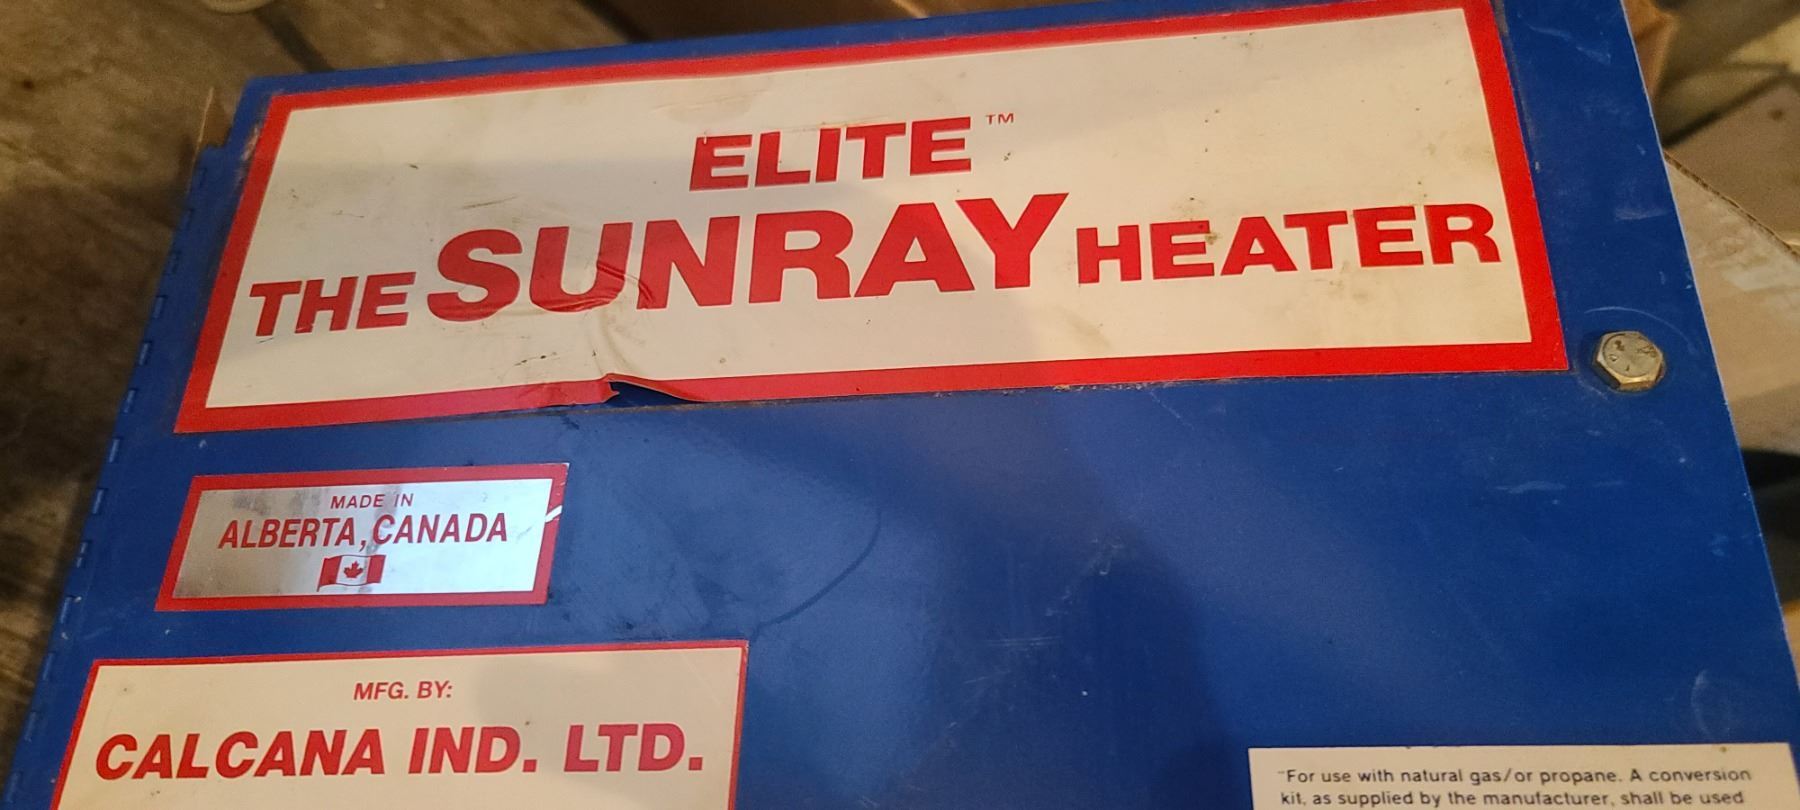 ELITE™
THE SUNRAY HEATER
MADE IN
ALBERTA, CANADA
MFG. BY:
CALCANA IND. LTD.
"For use with natural gas/or propane. A conversion
kit, as supplied by the manufacturer, shall be used